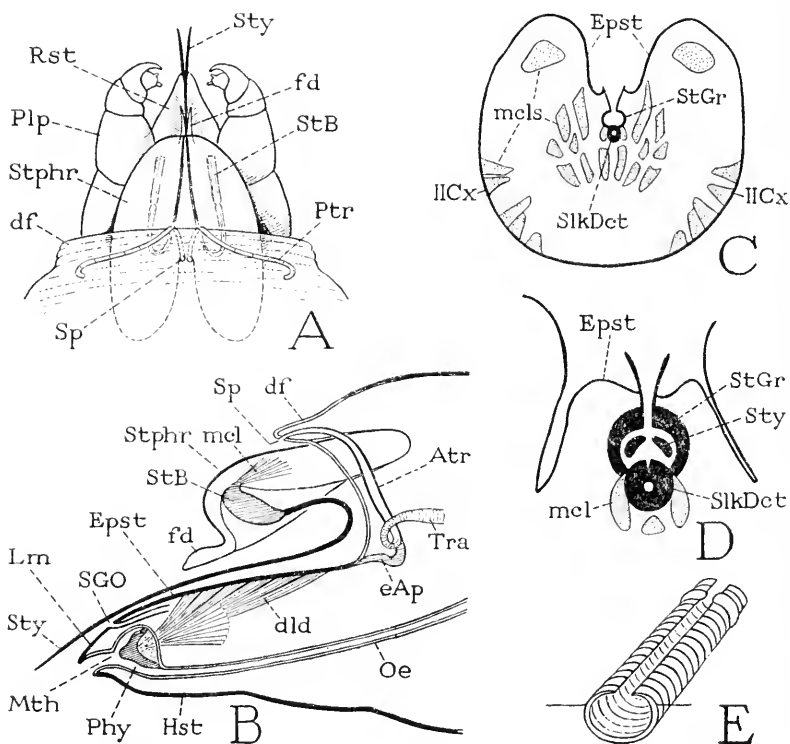 Sty
Rst
fd
Plp
StB
Stphr
df
Ptr
Sp
A
Epst
mcls
StGr
IICx
IICx
SlkDct
C
Sp
df
Stphr
mcl
StB
Atr
Epst
fd
Lrn
SGO
Tra
eAp
Sty
dld
Oe
Mth
Phy
Hst
B
Epst
StGr
Sty
mcl
SlkDct
D
E